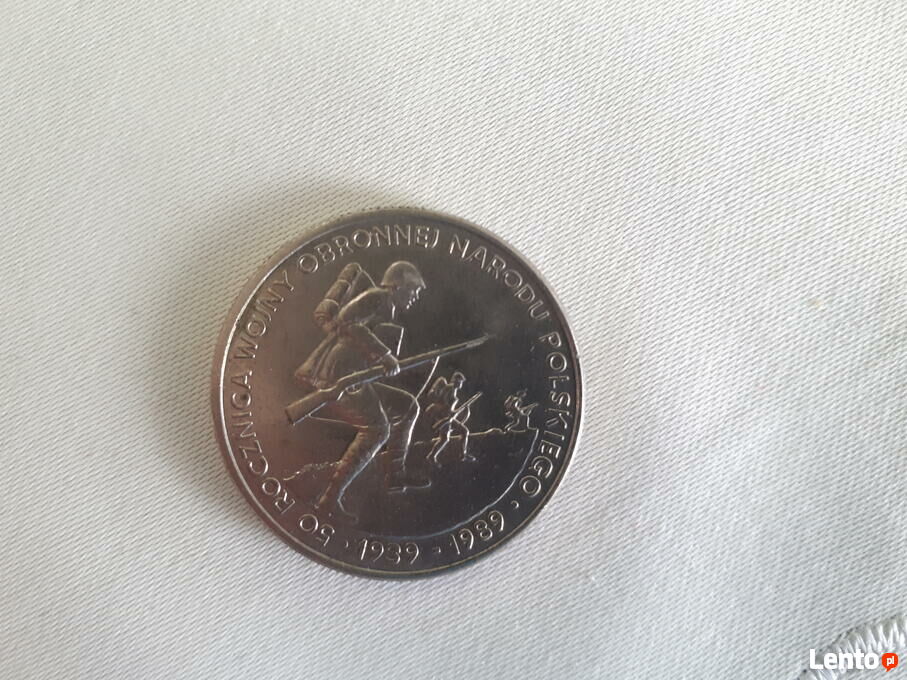 50 ROCZNICA WOJNY OBRONNEJ NARODU POLSKIEGO · 1939 - 1989 ·
Lento pl